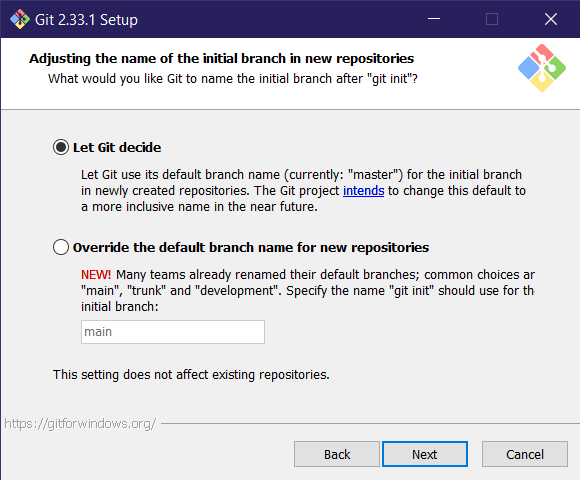 Git 2.33.1 Setup
Adjusting the name of the initial branch in new repositories
What would you like Git to name the initial branch after "git init"?
Let Git decide
Let Git use its default branch name (currently: "master") for the initial branch
in newly created repositories. The Git project intends to change this default to
a more inclusive name in the near future.
Override the default branch name for new repositories
NEW! Many teams already renamed their default branches; common choices ar
"main", "trunk" and "development". Specify the name "git init" should use for the
initial branch:
main
This setting does not affect existing repositories.
https://gitforwindows.org/
Back
Next
Cancel